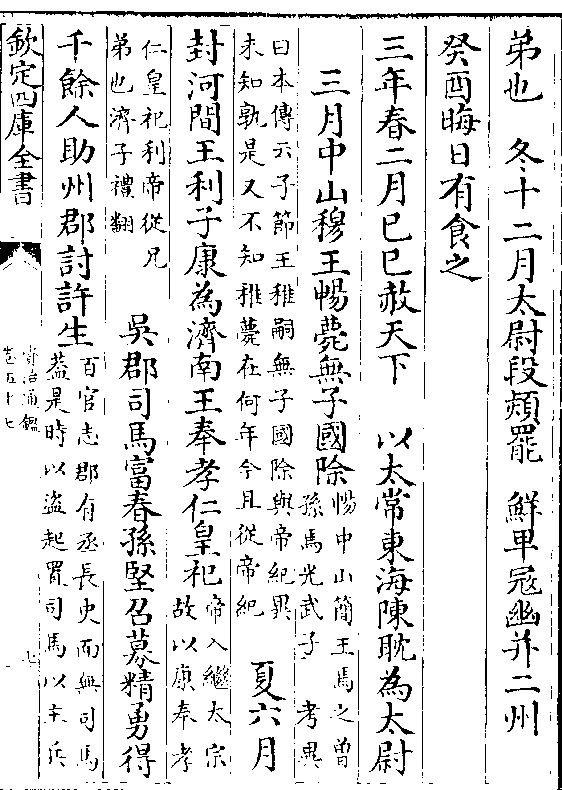 弟也　冬十二月太尉段熲罷　鮮卑冦幽并二州
癸酉晦日有食之
三年春二月已巳赦天下　以太常東海陳耽為太尉
三月中山穆王暢薨無子國除
暢中山簡王焉之曾
孫焉光武子　考異
曰本傳云子節王稚嗣無子國除與帝紀異
未知孰是又不知稚薨在何年今且從帝紀
夏六月
封河間王利子康為濟南王奉孝仁皇祀
帝入繼大宗
故以康奉孝
仁皇祀利帝從兄
弟也濟子禮翻
吳郡司馬富春孫堅召募精勇得
千餘人助州郡討許生
百官志郡有丞長史而無司馬
葢是時以盜起置司馬以主兵
欽定四庫全書
資治通鑑
卷五十七
七